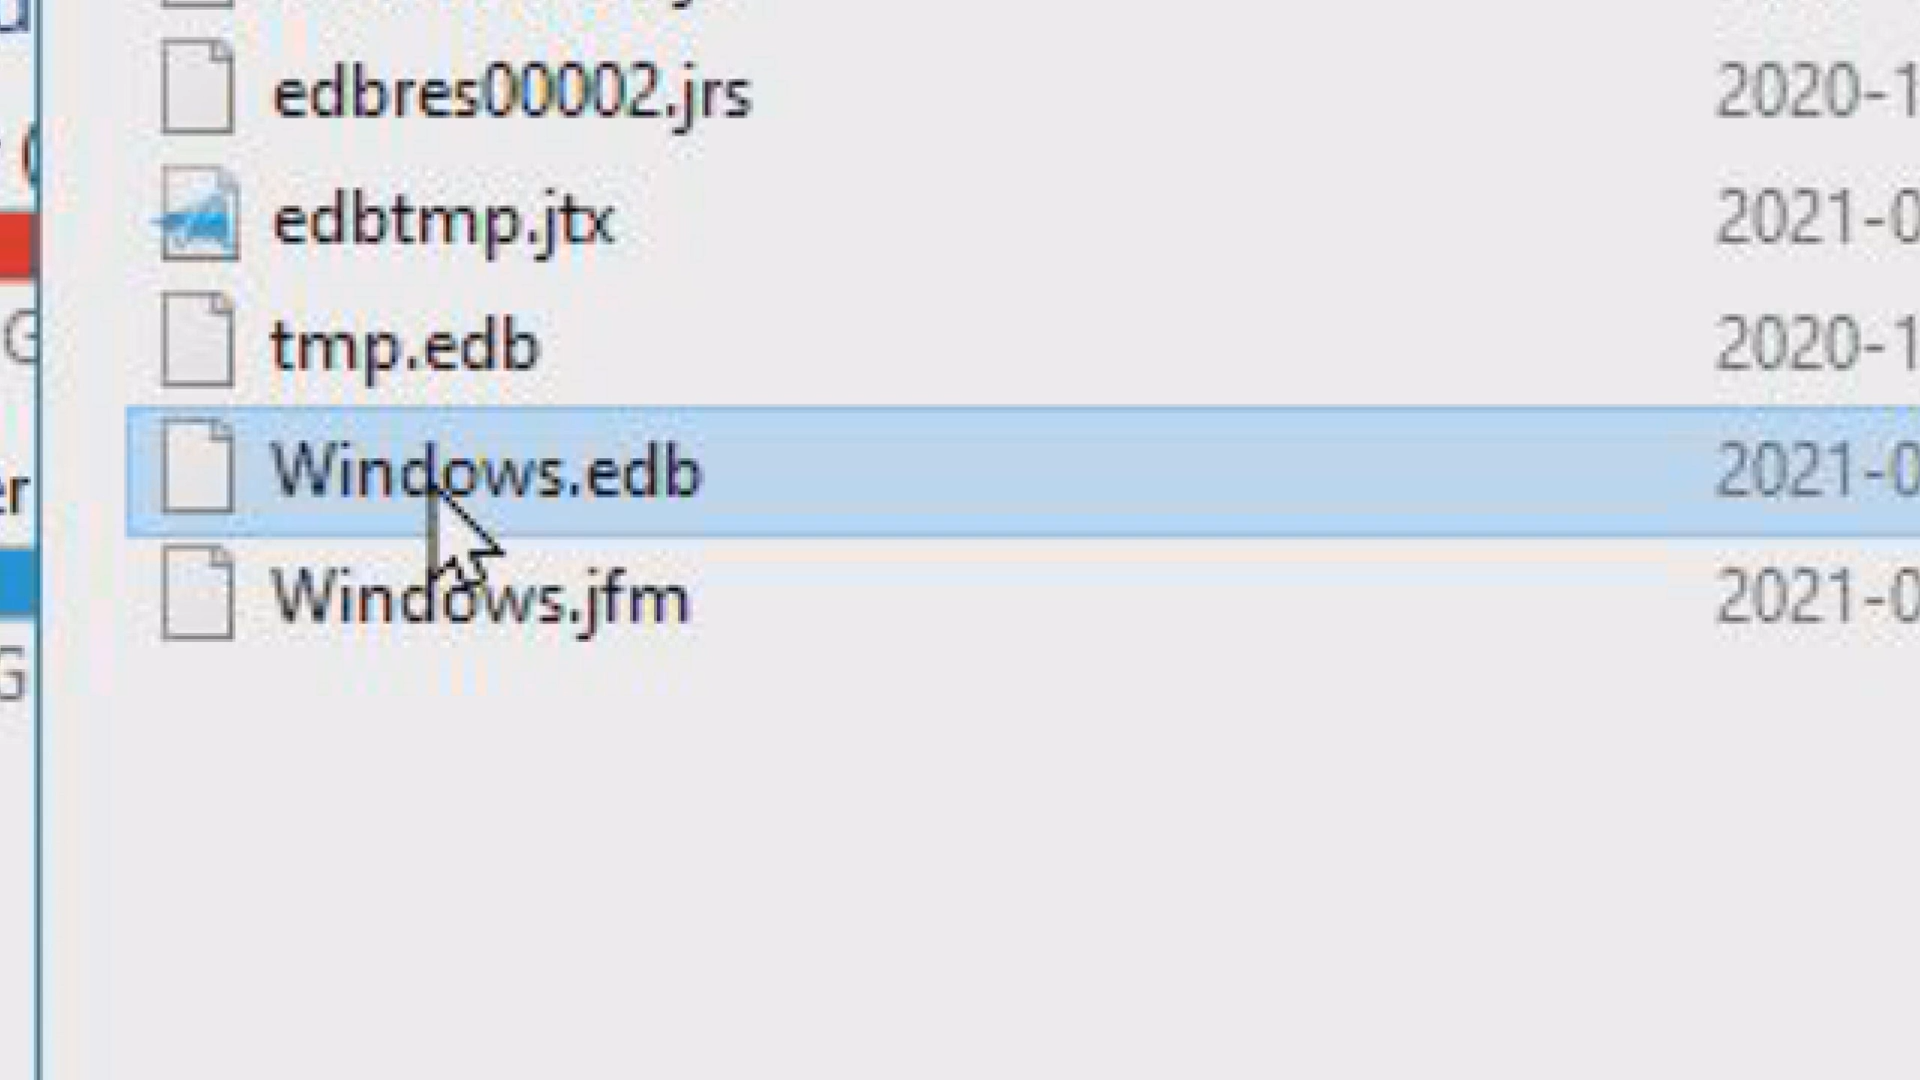 edbres00002.jrs 2020-1
edbtmp.jtx 2021-0
tmp.edb 2020-1
G
Windows.edb 2021-0
er
Windows.jfm 2021-0
G